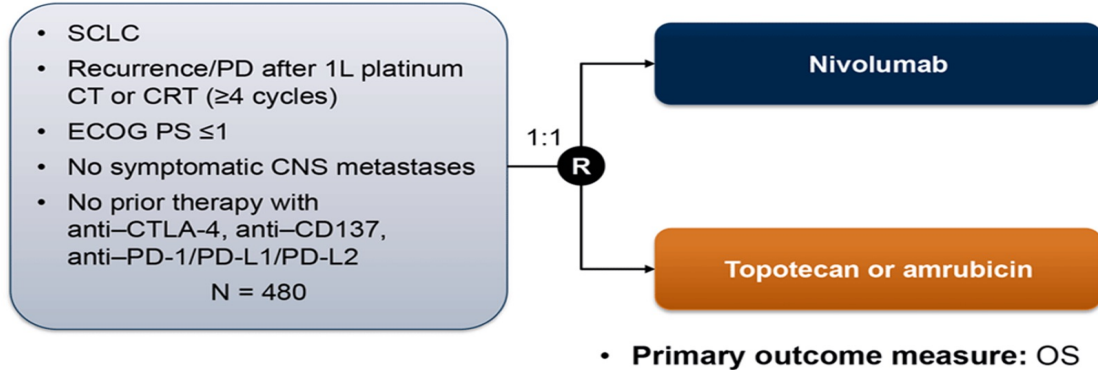 • SCLC
• Recurrence/PD after 1L platinum
CT or CRT (≥4 cycles)
• ECOG PS ≤1
• No symptomatic CNS metastases
• No prior therapy with
anti–CTLA-4, anti–CD137,
anti–PD-1/PD-L1/PD-L2
N = 480
1:1
R
Nivolumab
Topotecan or amrubicin
• Primary outcome measure: OS